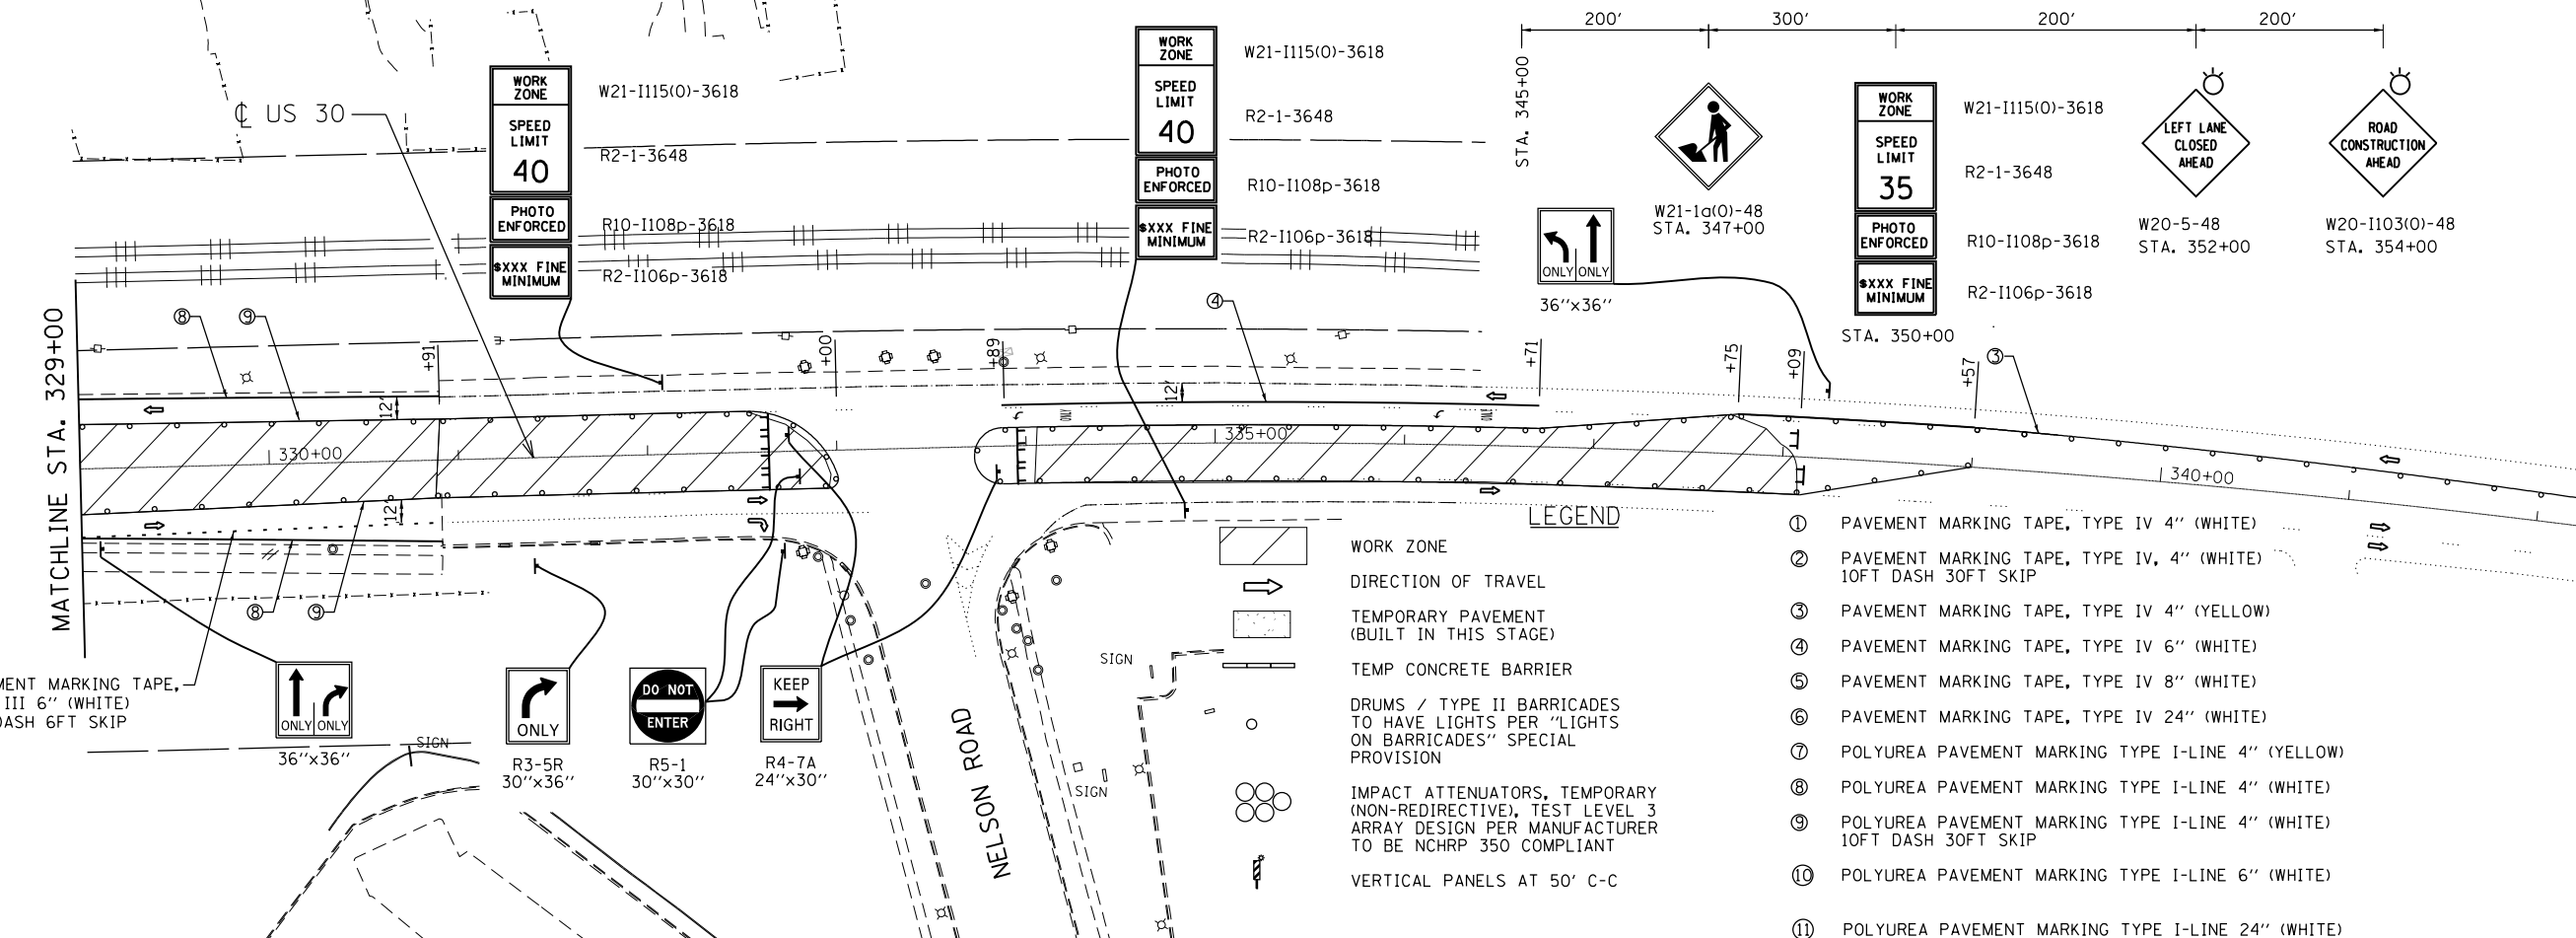 200'
300'
200'
200'
STA. 345+00
WORK
ZONE
SPEED
LIMIT
40
PHOTO
ENFORCED
$XXX FINE
MINIMUM
W21-I115(O)-3618
R2-1-3648
R10-I108p-3618
R2-I106p-3618
WORK
ZONE
SPEED
LIMIT
40
PHOTO
ENFORCED
$XXX FINE
MINIMUM
W21-I115(O)-3618
R2-1-3648
R10-I108p-3618
R2-I106p-3618
ONLY ONLY
36''x36''
W21-1a(O)-48
STA. 347+00
WORK
ZONE
SPEED
LIMIT
35
PHOTO
ENFORCED
$XXX FINE
MINIMUM
W21-I115(O)-3618
R2-1-3648
R10-I108p-3618
R2-I106p-3618
STA. 350+00
LEFT LANE
CLOSED
AHEAD
W20-5-48
STA. 352+00
ROAD
CONSTRUCTION
AHEAD
W20-I103(O)-48
STA. 354+00
℄ US 30
MATCHLINE STA. 329+00
⑧
⑨
④
③
+91
+00
+89
+71
+75
+09
+57
12'
12'
12'
ONLY
ONLY
330+00
335+00
340+00
⑧
⑨
MENT MARKING TAPE,
III 6'' (WHITE)
DASH 6FT SKIP
ONLY ONLY
36''x36''
SIGN
ONLY
R3-5R
30''x36''
DO NOT
ENTER
R5-1
30''x30''
KEEP
RIGHT
R4-7A
24''x30''
NELSON ROAD
SIGN
SIGN
LEGEND
WORK ZONE
DIRECTION OF TRAVEL
TEMPORARY PAVEMENT
(BUILT IN THIS STAGE)
TEMP CONCRETE BARRIER
DRUMS / TYPE II BARRICADES
TO HAVE LIGHTS PER "LIGHTS
ON BARRICADES" SPECIAL
PROVISION
IMPACT ATTENUATORS, TEMPORARY
(NON-REDIRECTIVE), TEST LEVEL 3
ARRAY DESIGN PER MANUFACTURER
TO BE NCHRP 350 COMPLIANT
VERTICAL PANELS AT 50' C-C
① PAVEMENT MARKING TAPE, TYPE IV 4'' (WHITE)
② PAVEMENT MARKING TAPE, TYPE IV, 4'' (WHITE)
10FT DASH 30FT SKIP
③ PAVEMENT MARKING TAPE, TYPE IV 4'' (YELLOW)
④ PAVEMENT MARKING TAPE, TYPE IV 6'' (WHITE)
⑤ PAVEMENT MARKING TAPE, TYPE IV 8'' (WHITE)
⑥ PAVEMENT MARKING TAPE, TYPE IV 24'' (WHITE)
⑦ POLYUREA PAVEMENT MARKING TYPE I-LINE 4'' (YELLOW)
⑧ POLYUREA PAVEMENT MARKING TYPE I-LINE 4'' (WHITE)
⑨ POLYUREA PAVEMENT MARKING TYPE I-LINE 4'' (WHITE)
10FT DASH 30FT SKIP
⑩ POLYUREA PAVEMENT MARKING TYPE I-LINE 6'' (WHITE)
⑪ POLYUREA PAVEMENT MARKING TYPE I-LINE 24'' (WHITE)